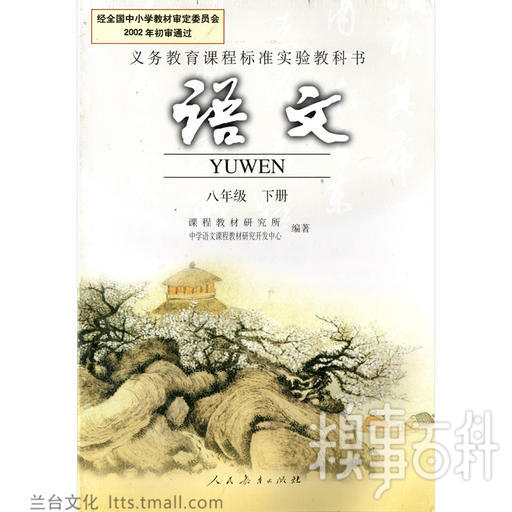 经全国中小学教材审定委员会
2002年初审通过
义务教育课程标准实验教科书
语文
YUWEN
八年级 下册
课程教材研究所
中学语文课程教材研究开发中心
编著
人民教育出版社
兰台文化 ltts.tmall.com
糗事百科